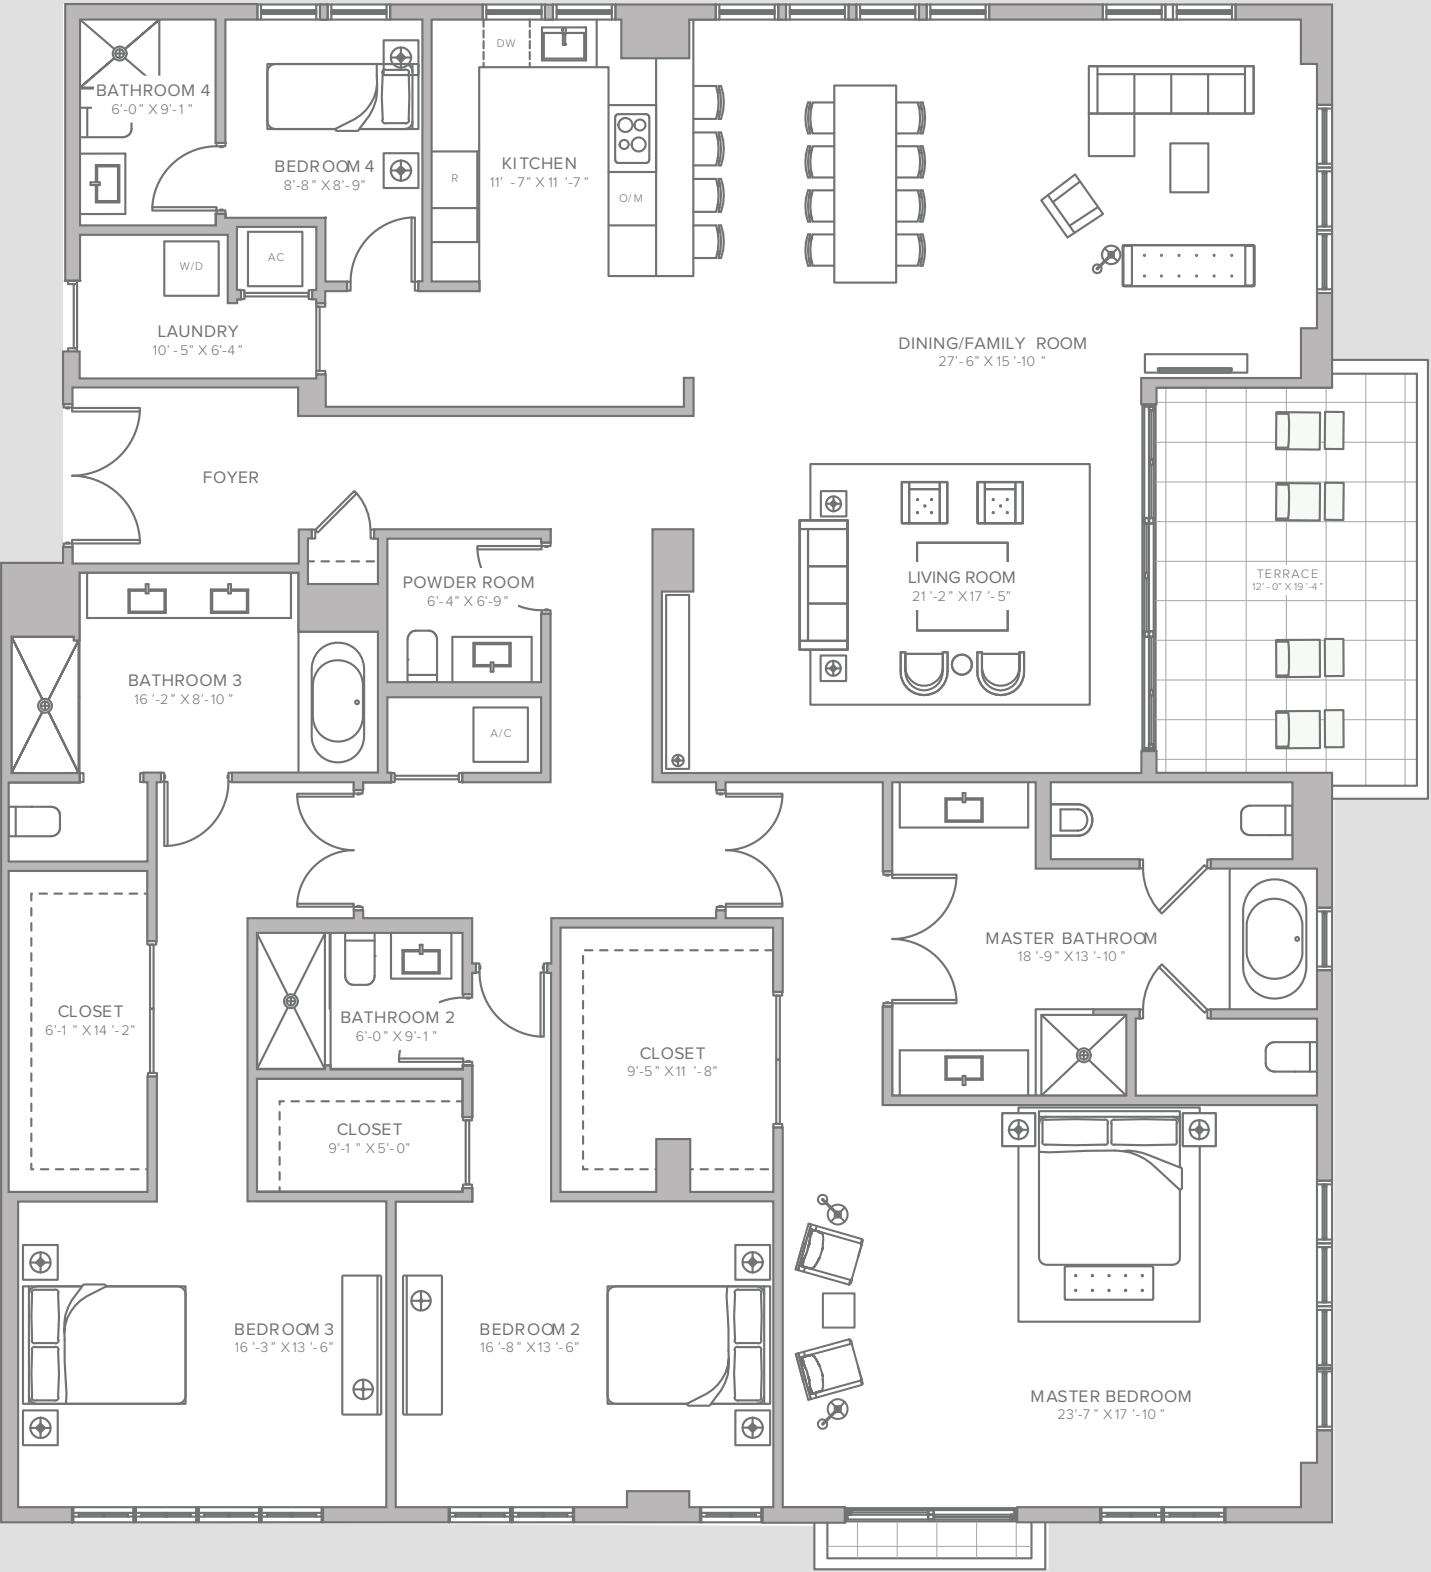 DW
BATHROOM 4
6'-0" X 9'-1"
BEDROOM 4
8'-8" X 8'-9"
KITCHEN
11'-7" X 11'-7"
R
O/M
W/D
AC
LAUNDRY
10'-5" X 6'-4"
DINING/FAMILY ROOM
27'-6" X 15'-10"
FOYER
POWDER ROOM
6'-4" X 6'-9"
LIVING ROOM
21'-2" X 17'-5"
TERRACE
12'-0" X 19'-4"
BATHROOM 3
16'-2" X 8'-10"
A/C
MASTER BATHROOM
18'-9" X 13'-10"
CLOSET
6'-1" X 14'-2"
BATHROOM 2
6'-0" X 9'-1"
CLOSET
9'-5" X 11'-8"
CLOSET
9'-1" X 5'-0"
BEDROOM 3
16'-3" X 13'-6"
BEDROOM 2
16'-8" X 13'-6"
MASTER BEDROOM
23'-7" X 17'-10"